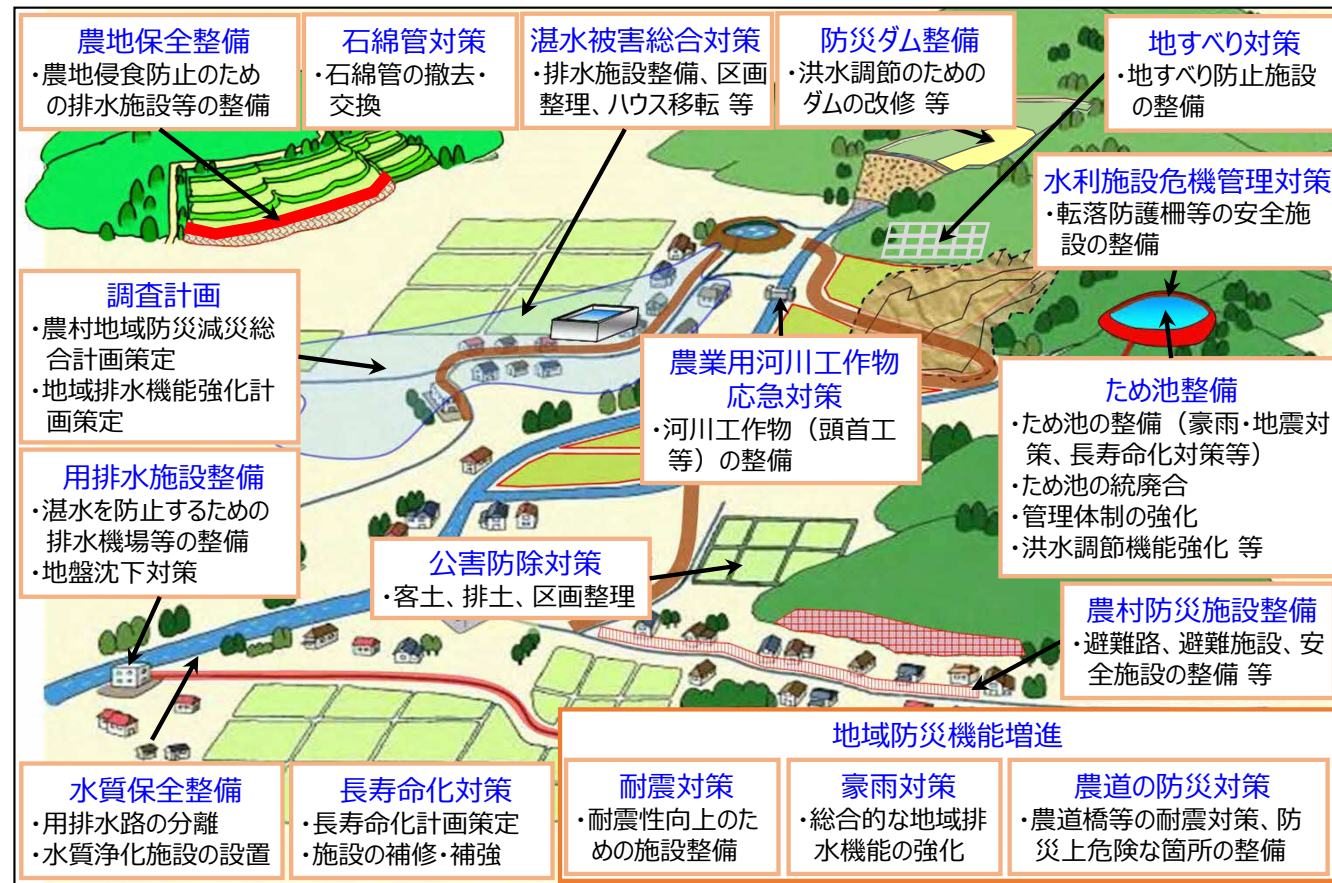 農地保全整備
・農地侵食防止のため
の排水施設等の整備
石綿管対策
・石綿管の撤去・
交換
湛水被害総合対策
・排水施設整備、区画
整理、ハウス移転 等
防災ダム整備
・洪水調節のための
ダムの改修 等
地すべり対策
・地すべり防止施設
の整備
水利施設危機管理対策
・転落防護柵等の安全施
設の整備
調査計画
・農村地域防災減災総
合計画策定
・地域排水機能強化計
画策定
農業用河川工作物
応急対策
・河川工作物（頭首工
等）の整備
ため池整備
・ため池の整備（豪雨・地震対
策、長寿命化対策等）
・ため池の統廃合
・管理体制の強化
・洪水調節機能強化 等
用排水施設整備
・湛水を防止するための
排水機場等の整備
・地盤沈下対策
公害防除対策
・客土、排土、区画整理
農村防災施設整備
・避難路、避難施設、安
全施設の整備 等
水質保全整備
・用排水路の分離
・水質浄化施設の設置
長寿命化対策
・長寿命化計画策定
・施設の補修・補強
地域防災機能増進
耐震対策
・耐震性向上のた
めの施設整備
豪雨対策
・総合的な地域排
水機能の強化
農道の防災対策
・農道橋等の耐震対策、防
災上危険な箇所の整備